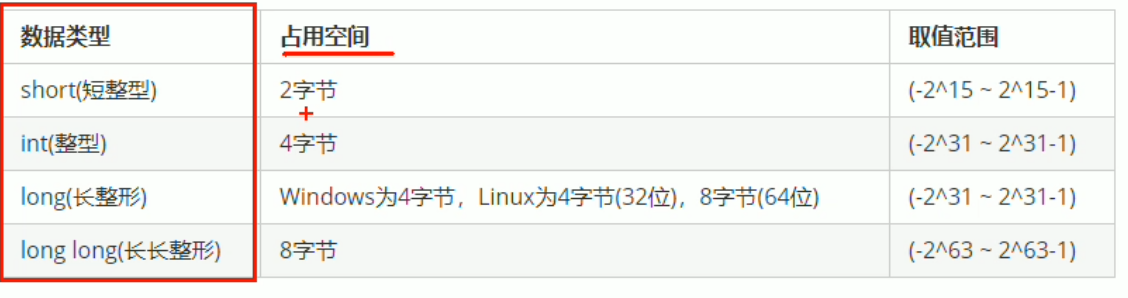 数据类型 占用空间 取值范围
short(短整型) 2字节 (-2^15 ~ 2^15-1)
int(整型) 4字节 (-2^31 ~ 2^31-1)
long(长整形) Windows为4字节，Linux为4字节(32位)，8字节(64位) (-2^31 ~ 2^31-1)
long long(长长整形) 8字节 (-2^63 ~ 2^63-1)